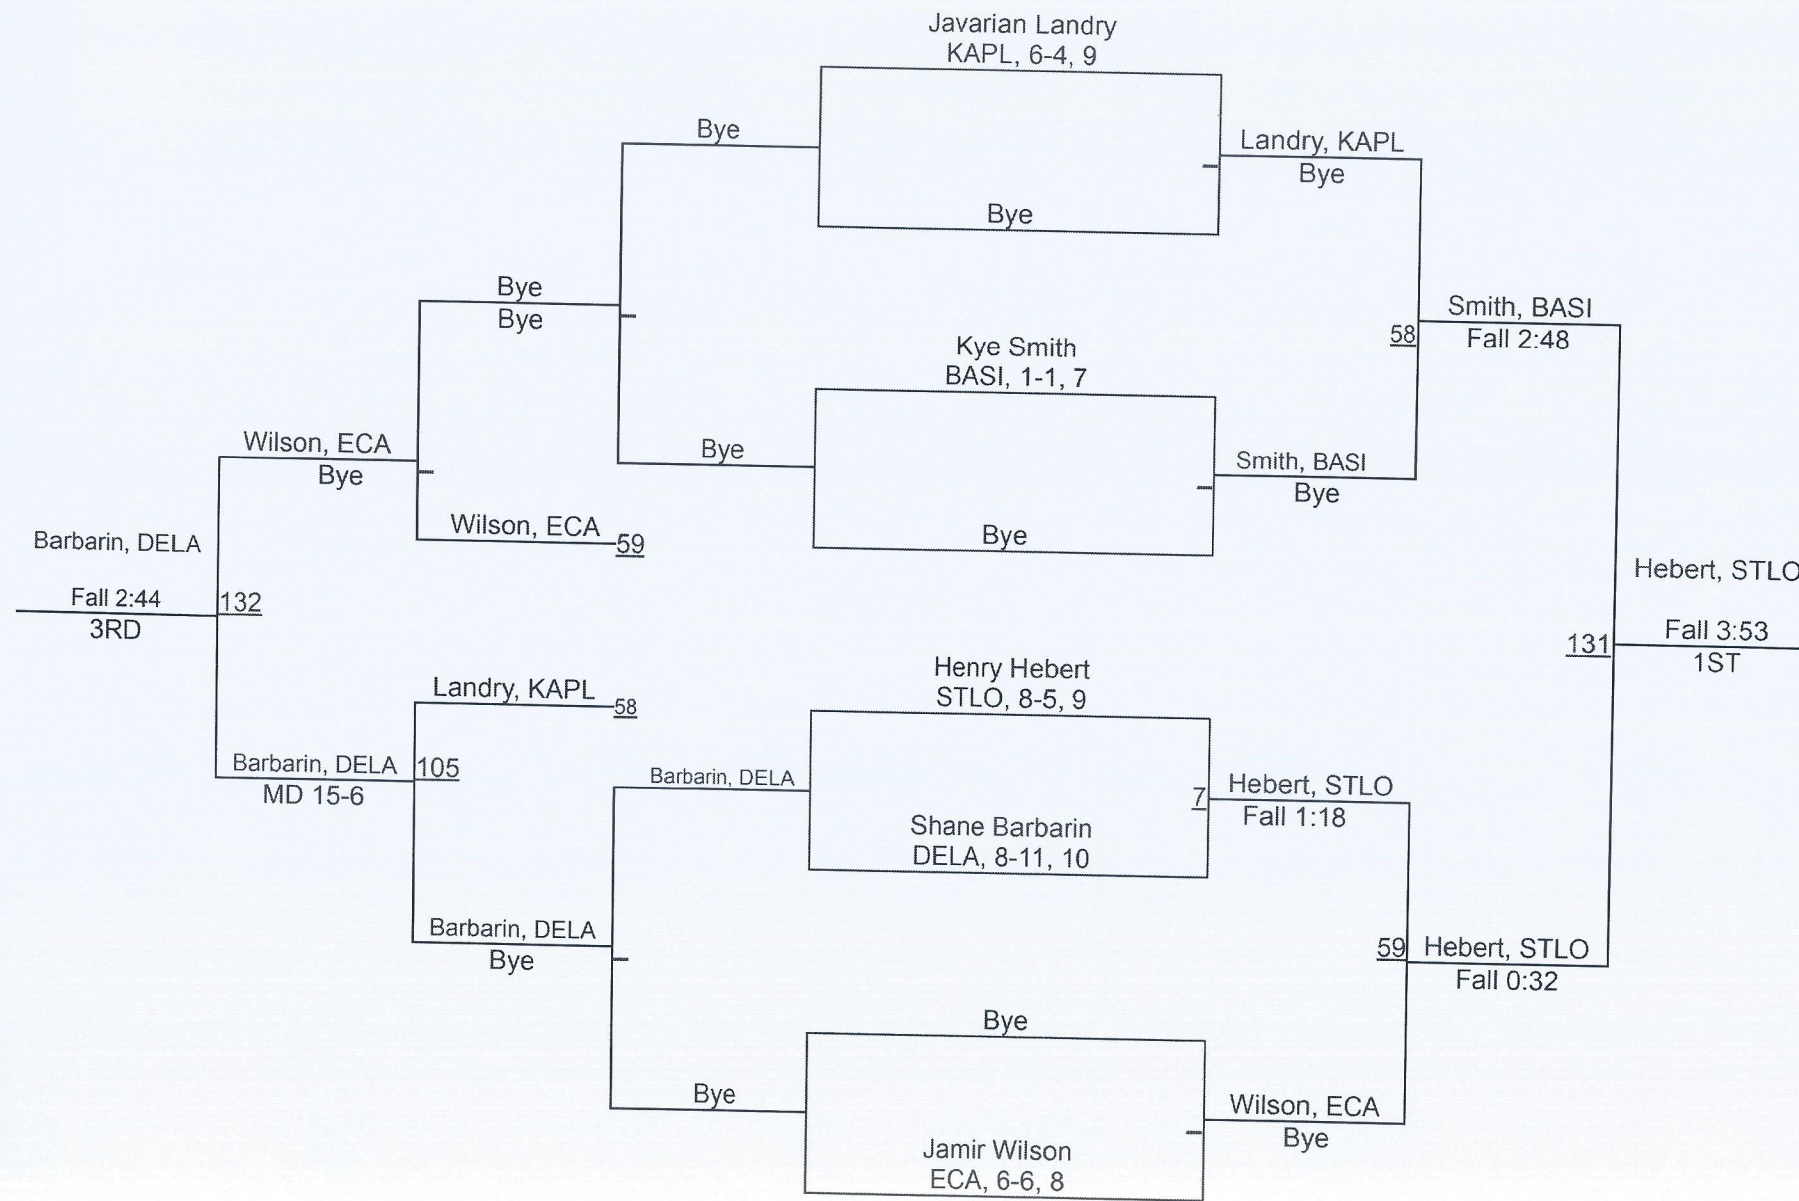 Javarian Landry
KAPL, 6-4, 9
Bye
Landry, KAPL
Bye
Bye
Bye
Bye
Smith, BASI
Fall 2:48
58
Kye Smith
BASI, 1-1, 7
Wilson, ECA
Bye
Bye
Smith, BASI
Bye
Wilson, ECA
59
Bye
Barbarin, DELA
Fall 2:44
3RD
132
Hebert, STLO
Fall 3:53
1ST
131
Landry, KAPL
58
Henry Hebert
STLO, 8-5, 9
Barbarin, DELA
MD 15-6
105
Barbarin, DELA
7
Hebert, STLO
Fall 1:18
Shane Barbarin
DELA, 8-11, 10
Barbarin, DELA
Bye
59
Hebert, STLO
Fall 0:32
Bye
Bye
Wilson, ECA
Bye
Jamir Wilson
ECA, 6-6, 8